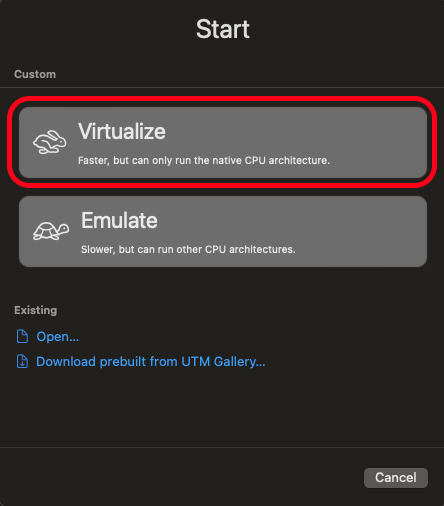 Start
Custom
Virtualize
Faster, but can only run the native CPU architecture.
Emulate
Slower, but can run other CPU architectures.
Existing
Open...
Download prebuilt from UTM Gallery...
Cancel